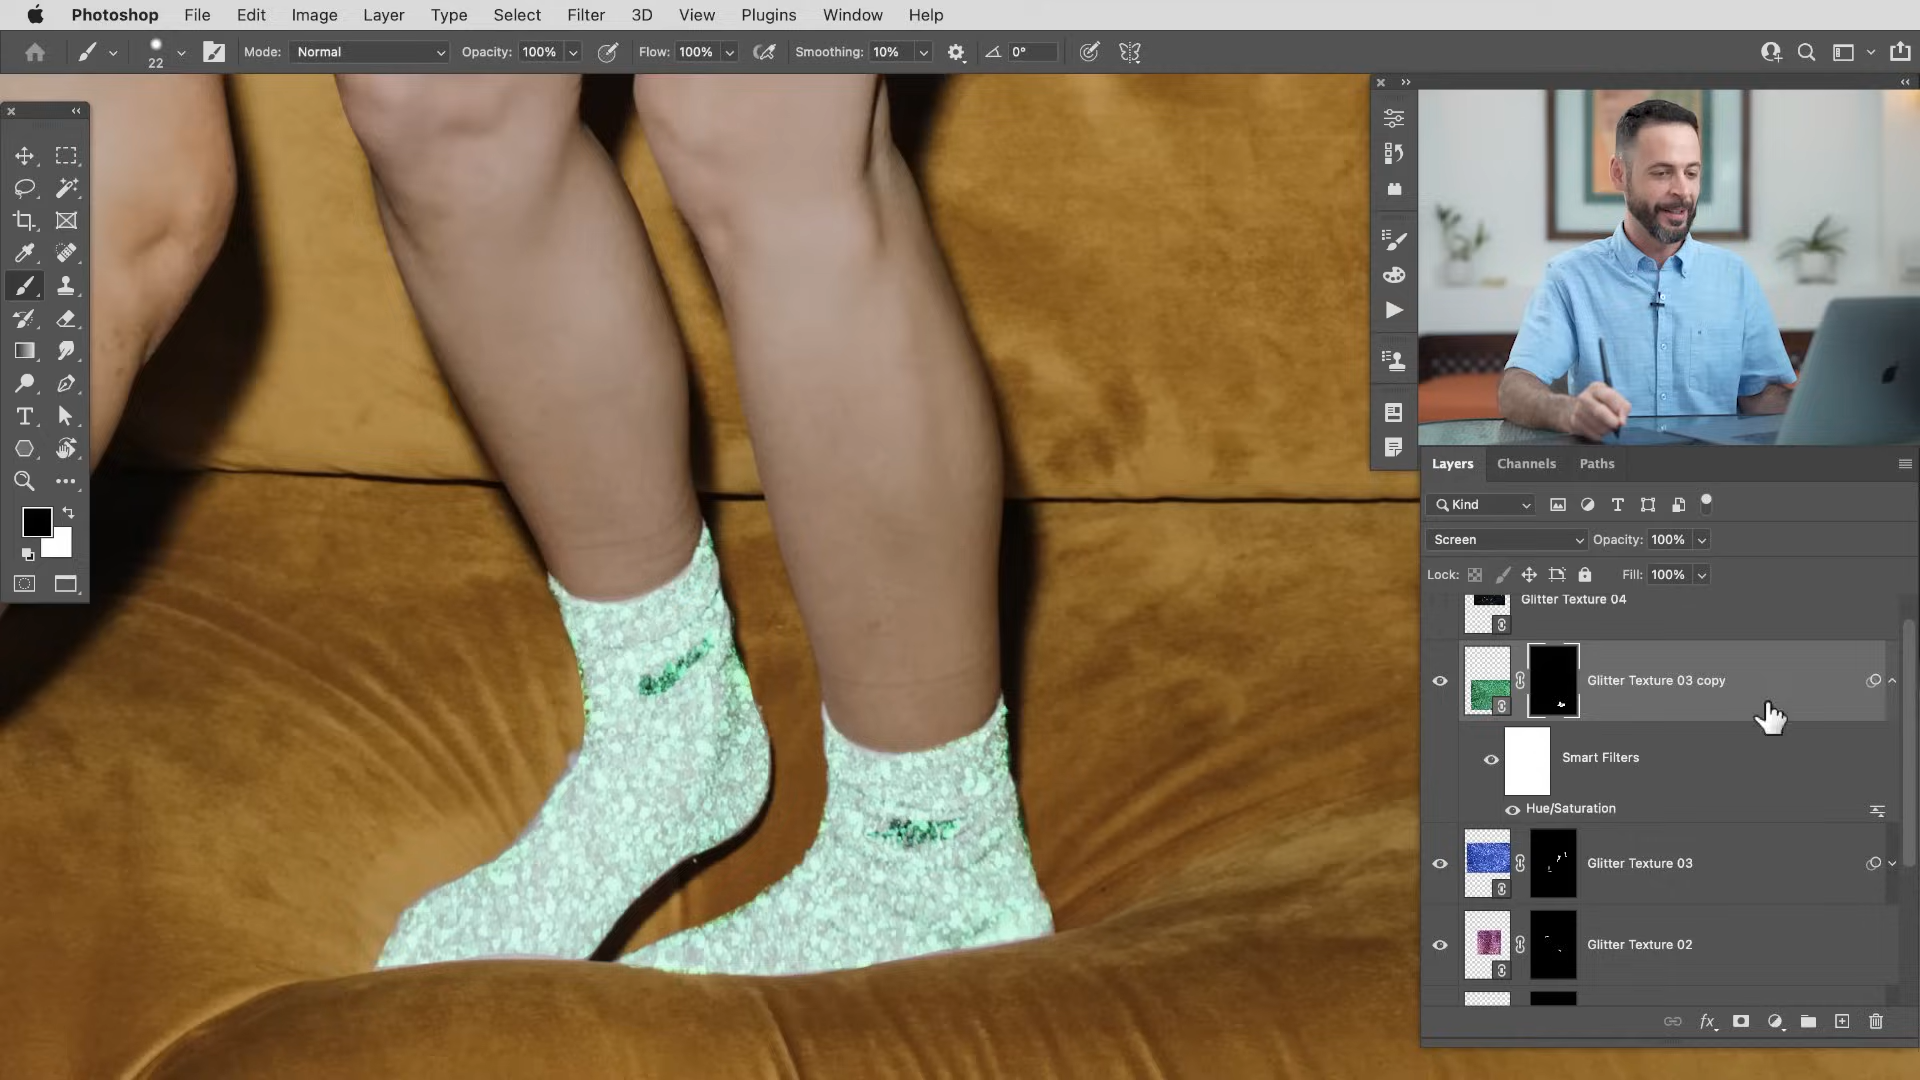 Photoshop File Edit Image Layer Type Select Filter 3D View Plugins Window Help
22 Mode: Normal Opacity: 100% Flow: 100% Smoothing: 10% 0°
Layers Channels Paths
Kind
Screen Opacity: 100%
Lock: Fill: 100%
Glitter Texture 04
Glitter Texture 03 copy
Smart Filters
Hue/Saturation
Glitter Texture 03
Glitter Texture 02
fx